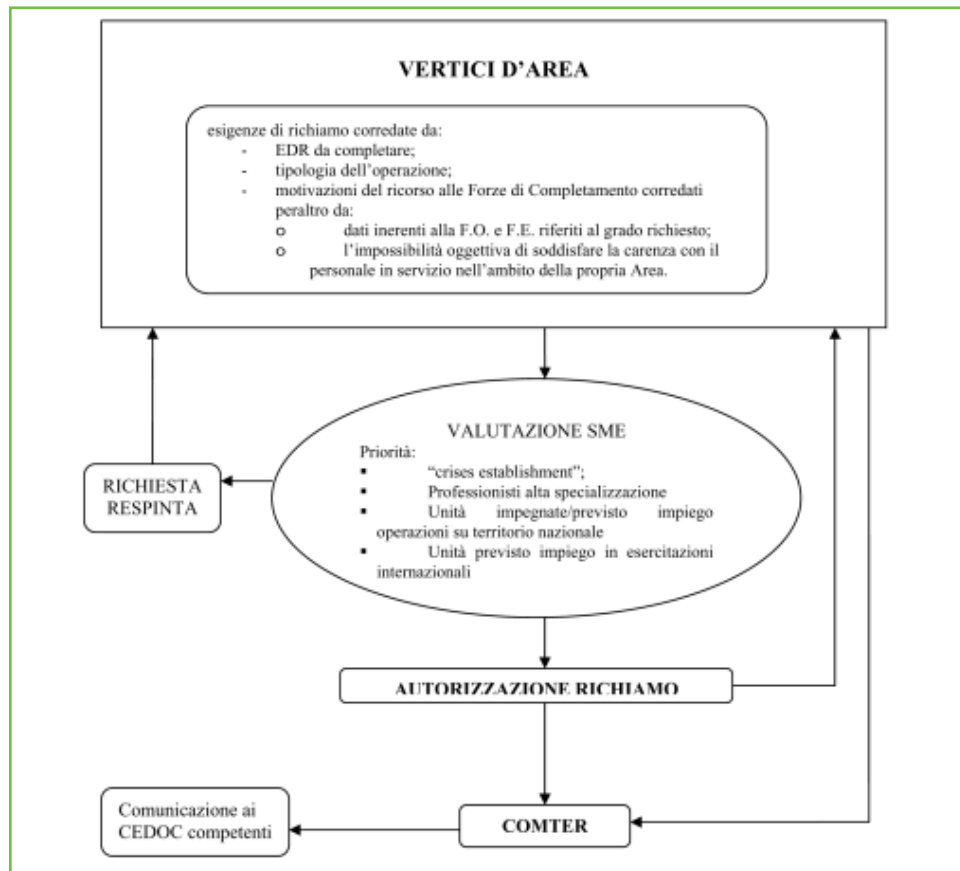 VERTICI D’AREA
esigenze di richiamo corredate da:
- EDR da completare;
- tipologia dell’operazione;
- motivazioni del ricorso alle Forze di Completamento corredati
peraltro da:
o dati inerenti alla F.O. e F.E. riferiti al grado richiesto;
o l’impossibilità oggettiva di soddisfare la carenza con il
personale in servizio nell’ambito della propria Area.
VALUTAZIONE SME
Priorità:
▪ “crises establishment”;
▪ Professionisti alta specializzazione
▪ Unità impegnate/previsto impiego
operazioni su territorio nazionale
▪ Unità previsto impiego in esercitazioni
internazionali
RICHIESTA
RESPINTA
AUTORIZZAZIONE RICHIAMO
Comunicazione ai
CEDOC competenti
COMTER